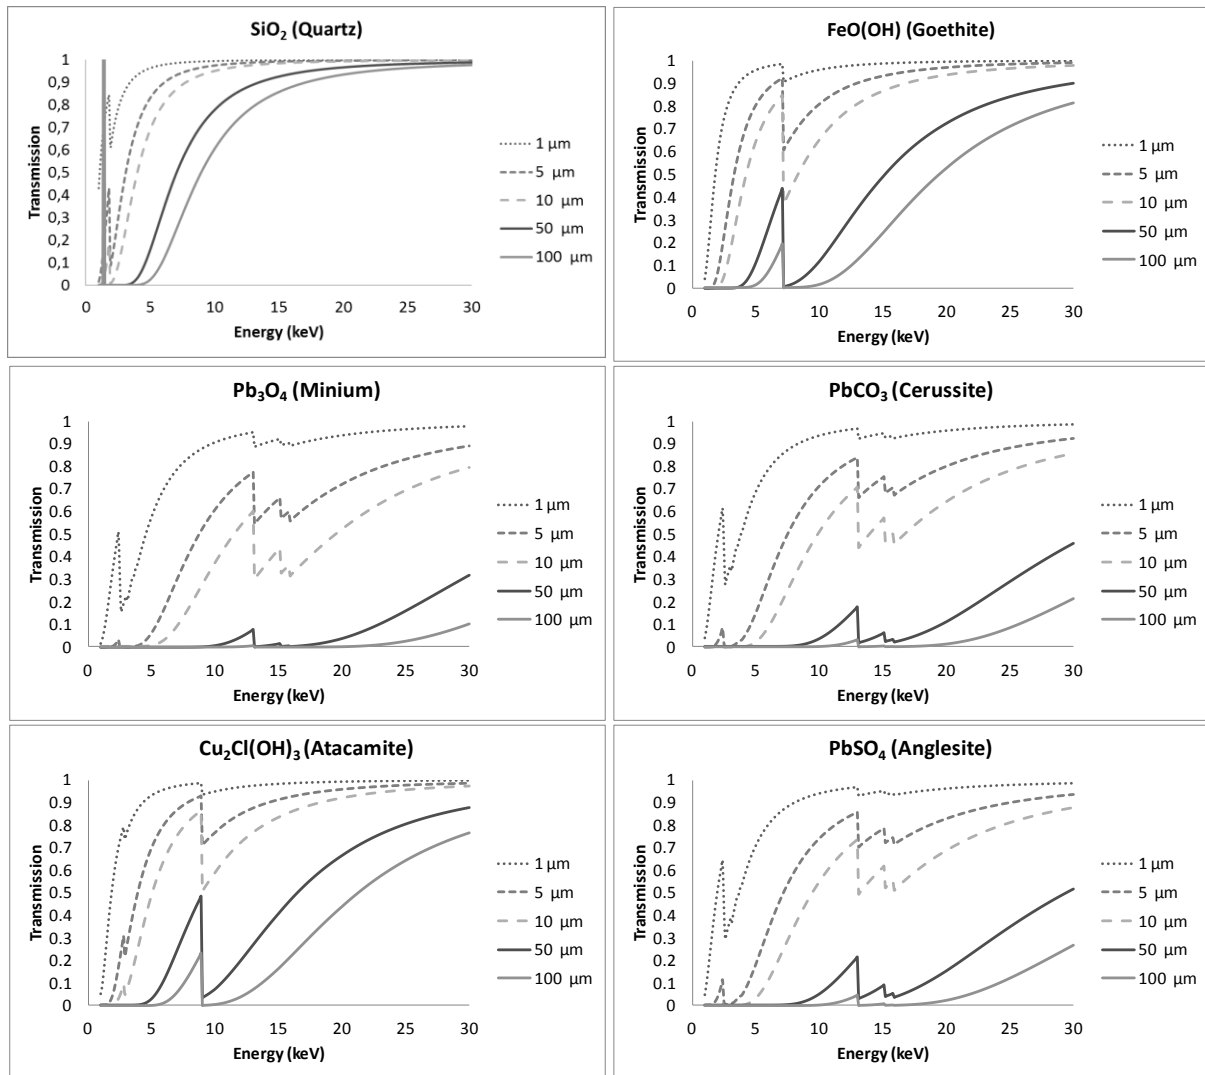 SiO₂ (Quartz)
Transmission
1
0,9
0,8
0,7
0,6
0,5
0,4
0,3
0,2
0,1
0
0 5 10 15 20 25 30
Energy (keV)
1 µm
5 µm
10 µm
50 µm
100 µm
FeO(OH) (Goethite)
Transmission
1
0.9
0.8
0.7
0.6
0.5
0.4
0.3
0.2
0.1
0
0 5 10 15 20 25 30
Energy (keV)
1 µm
5 µm
10 µm
50 µm
100 µm
Pb₃O₄ (Minium)
Transmission
1
0.9
0.8
0.7
0.6
0.5
0.4
0.3
0.2
0.1
0
0 5 10 15 20 25 30
Energy (keV)
1 µm
5 µm
10 µm
50 µm
100 µm
PbCO₃ (Cerussite)
Transmission
1
0.9
0.8
0.7
0.6
0.5
0.4
0.3
0.2
0.1
0
0 5 10 15 20 25 30
Energy (keV)
1 µm
5 µm
10 µm
50 µm
100 µm
Cu₂Cl(OH)₃ (Atacamite)
Transmission
1
0.9
0.8
0.7
0.6
0.5
0.4
0.3
0.2
0.1
0
0 5 10 15 20 25 30
Energy (keV)
1 µm
5 µm
10 µm
50 µm
100 µm
PbSO₄ (Anglesite)
Transmission
1
0.9
0.8
0.7
0.6
0.5
0.4
0.3
0.2
0.1
0
0 5 10 15 20 25 30
Energy (keV)
1 µm
5 µm
10 µm
50 µm
100 µm